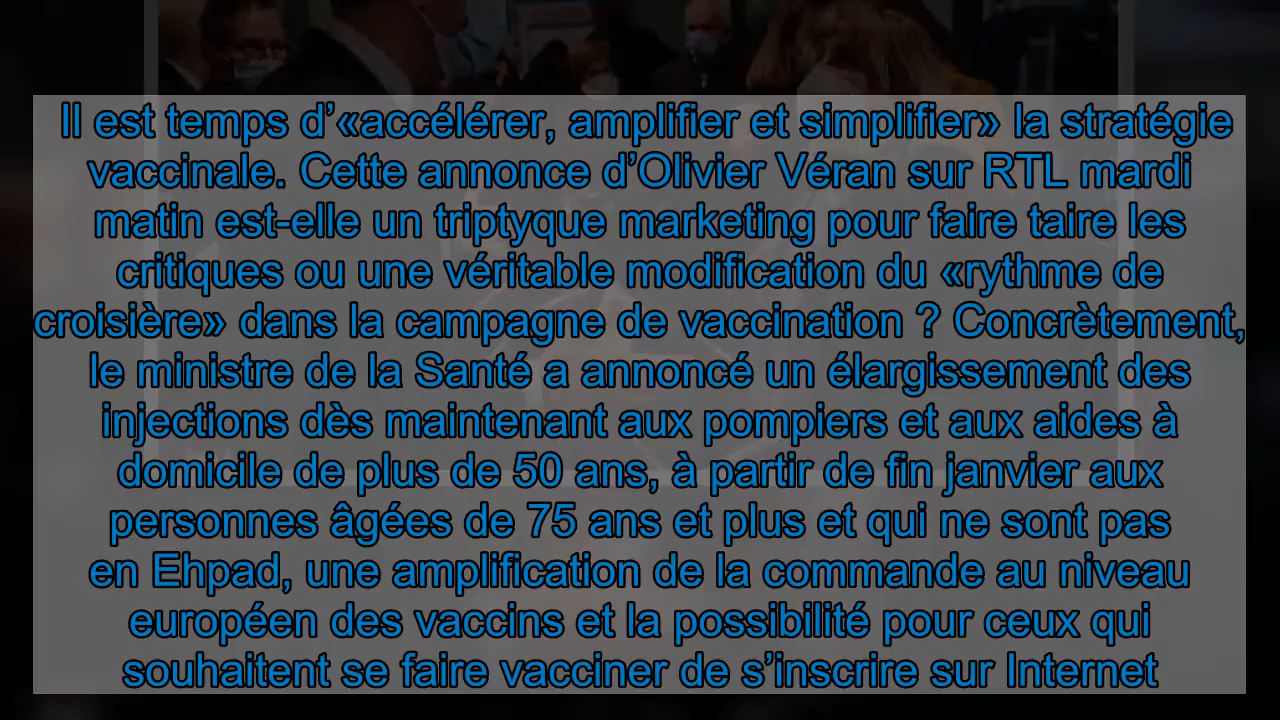 Il est temps d’«accélérer, amplifier et simplifier» la stratégie
vaccinale. Cette annonce d’Olivier Véran sur RTL mardi
matin est-elle un triptyque marketing pour faire taire les
critiques ou une véritable modification du «rythme de
croisière» dans la campagne de vaccination ? Concrètement,
le ministre de la Santé a annoncé un élargissement des
injections dès maintenant aux pompiers et aux aides à
domicile de plus de 50 ans, à partir de fin janvier aux
personnes âgées de 75 ans et plus et qui ne sont pas
en Ehpad, une amplification de la commande au niveau
européen des vaccins et la possibilité pour ceux qui
souhaitent se faire vacciner de s’inscrire sur Internet